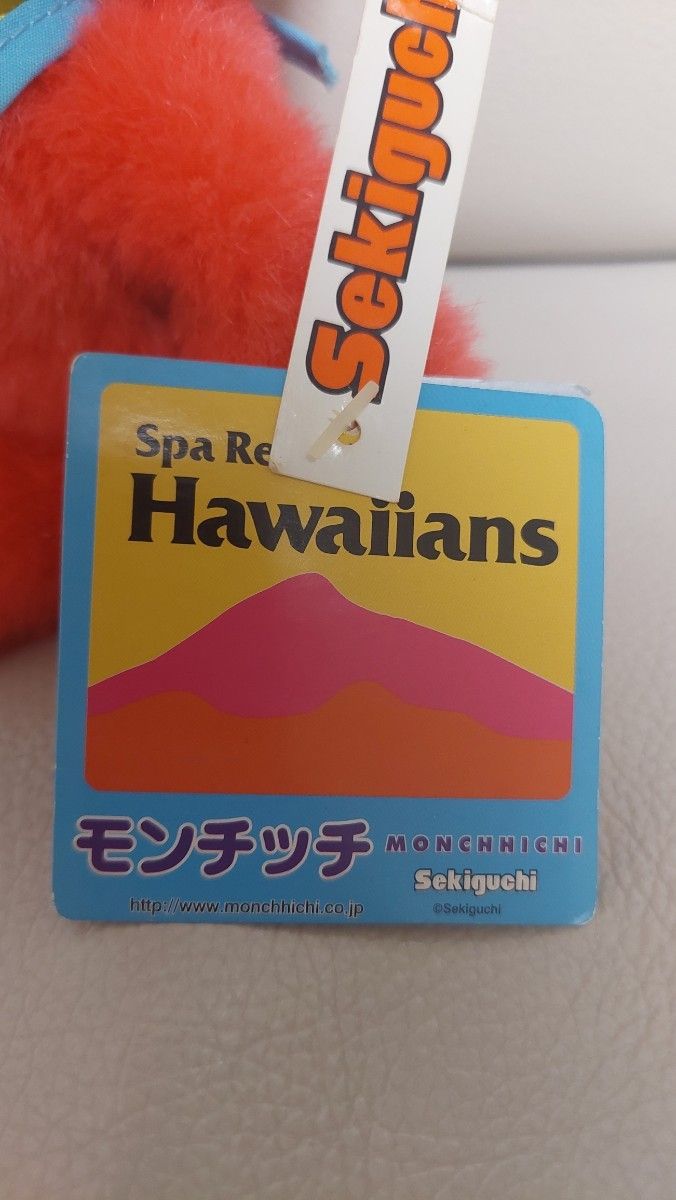 Sekiguchi
Spa Re
Hawaiians
モンチッチ MONCHHICHI
Sekiguchi
http://www.monchhichi.co.jp ©Sekiguchi